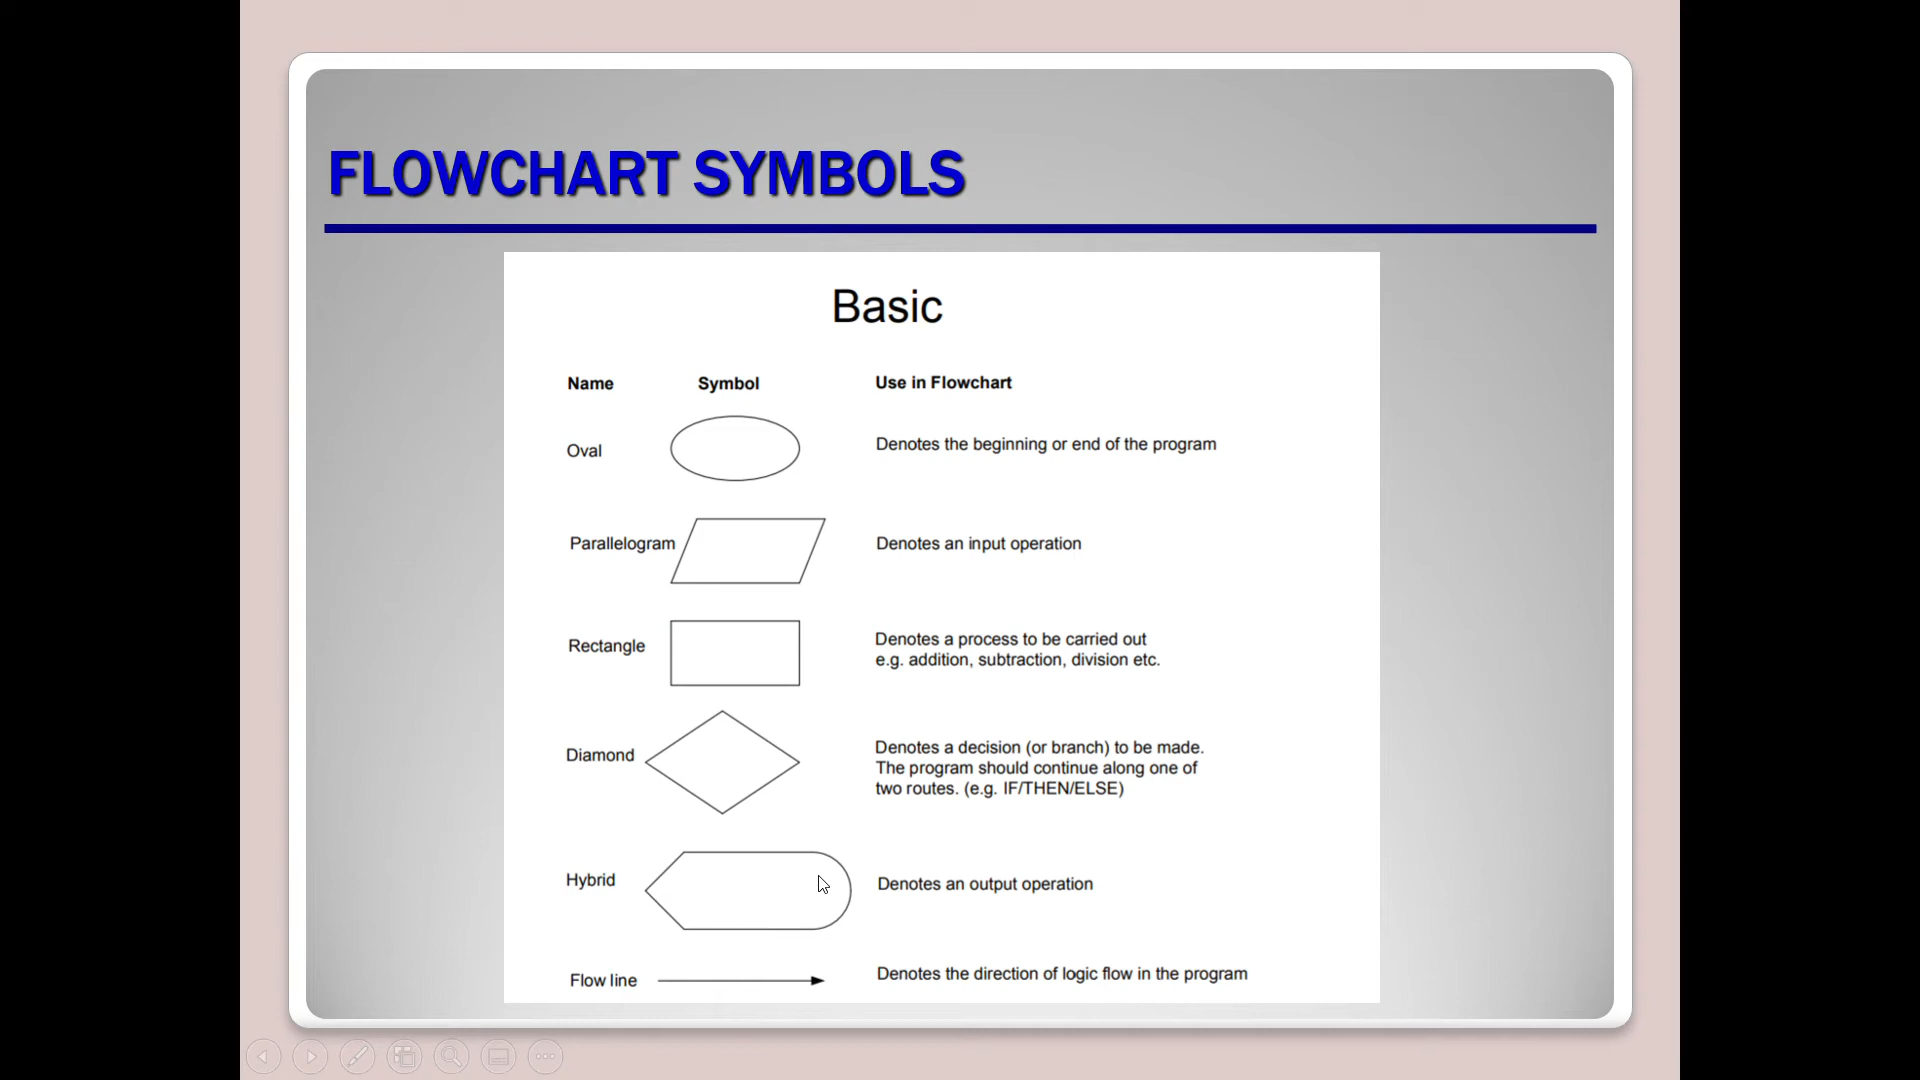 FLOWCHART SYMBOLS
Basic
Name Symbol Use in Flowchart
Oval Denotes the beginning or end of the program
Parallelogram Denotes an input operation
Rectangle Denotes a process to be carried out
e.g. addition, subtraction, division etc.
Diamond Denotes a decision (or branch) to be made.
The program should continue along one of
two routes. (e.g. IF/THEN/ELSE)
Hybrid Denotes an output operation
Flow line Denotes the direction of logic flow in the program